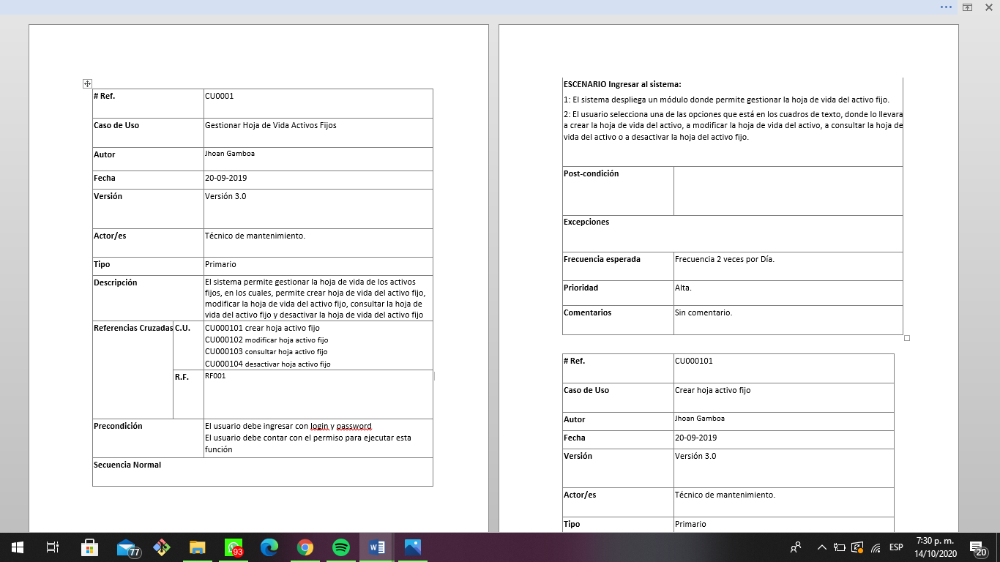 # Ref. CU0001
Caso de Uso Gestionar Hoja de Vida Activos Fijos
Autor Jhoan Gamboa
Fecha 20-09-2019
Versión Versión 3.0
Actor/es Técnico de mantenimiento.
Tipo Primario
Descripción El sistema permite gestionar la hoja de vida de los activos
fijos, en los cuales, permite crear hoja de vida del activo fijo,
modificar la hoja de vida del activo fijo, consultar la hoja de
vida del activo fijo y desactivar la hoja de vida del activo fijo
Referencias Cruzadas C.U. CU000101 crear hoja activo fijo
CU000102 modificar hoja activo fijo
CU000103 consultar hoja activo fijo
CU000104 desactivar hoja activo fijo
R.F. RF001
Precondición El usuario debe ingresar con login y password
El usuario debe contar con el permiso para ejecutar esta
función
Secuencia Normal
ESCENARIO Ingresar al sistema:
1: El sistema despliega un módulo donde permite gestionar la hoja de vida del activo fijo.
2: El usuario selecciona una de las opciones que está en los cuadros de texto, donde lo llevara
a crear la hoja de vida del activo, a modificar la hoja de vida del activo, a consultar la hoja de
vida del activo o a desactivar la hoja del activo fijo.
Post-condición
Excepciones
Frecuencia esperada Frecuencia 2 veces por Día.
Prioridad Alta.
Comentarios Sin comentario.
# Ref. CU000101
Caso de Uso Crear hoja activo fijo
Autor Jhoan Gamboa
Fecha 20-09-2019
Versión Versión 3.0
Actor/es Técnico de mantenimiento.
Tipo Primario
77
93
ESP
7:30 p. m.
14/10/2020
20